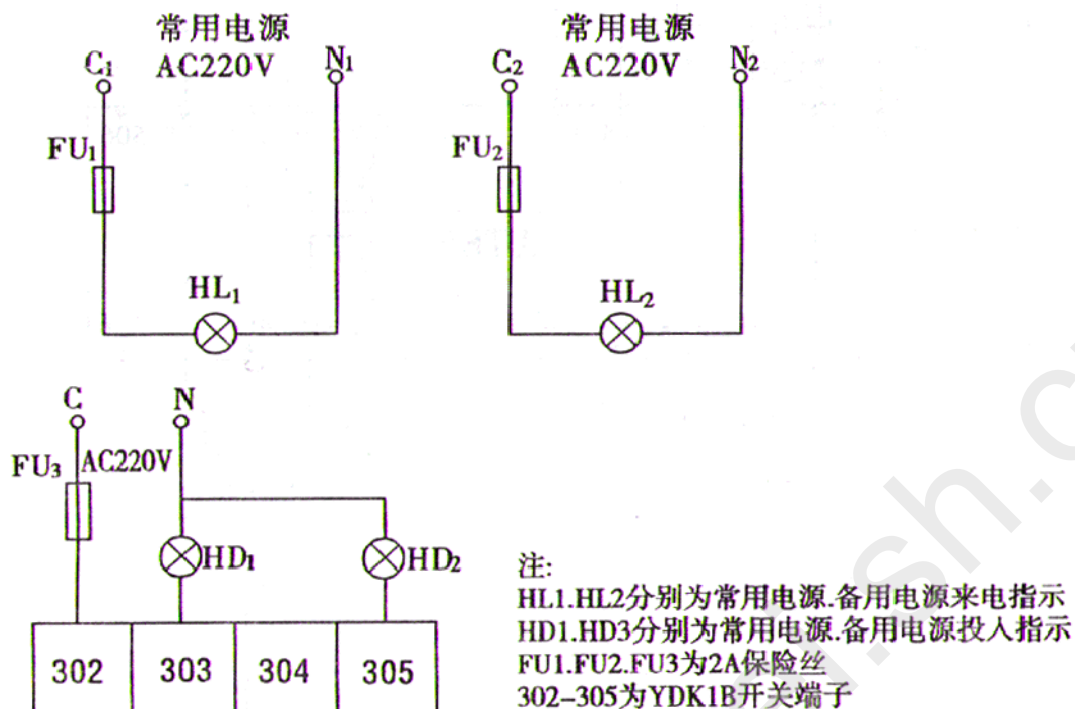 常用电源
AC220V
C₁
N₁
FU₁
HL₁
常用电源
AC220V
C₂
N₂
FU₂
HL₂
C
N
FU₃
AC220V
HD₁
HD₂
302
303
304
305
注:
HL1.HL2分别为常用电源.备用电源来电指示
HD1.HD3分别为常用电源.备用电源投入指示
FU1.FU2.FU3为2A保险丝
302-305为YDK1B开关端子